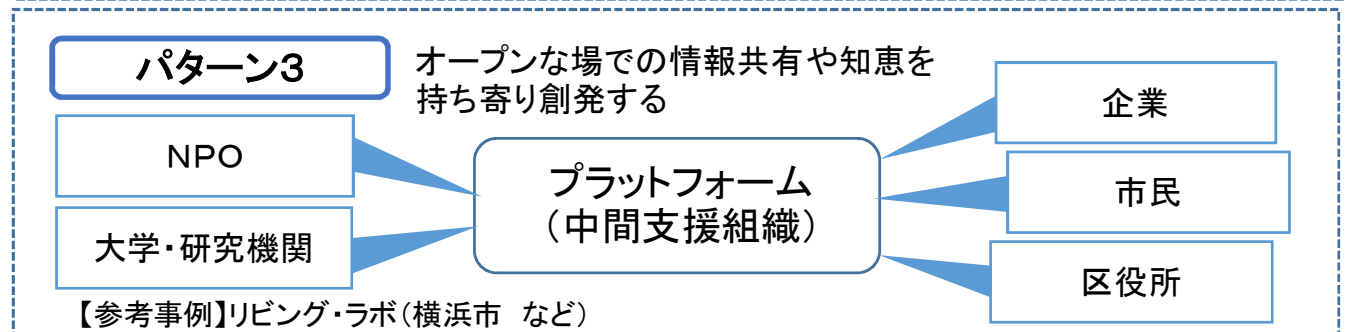 パターン３
オープンな場での情報共有や知恵を
持ち寄り創発する
ＮＰＯ
大学・研究機関
プラットフォーム
（中間支援組織）
企業
市民
区役所
【参考事例】リビング・ラボ（横浜市　など）